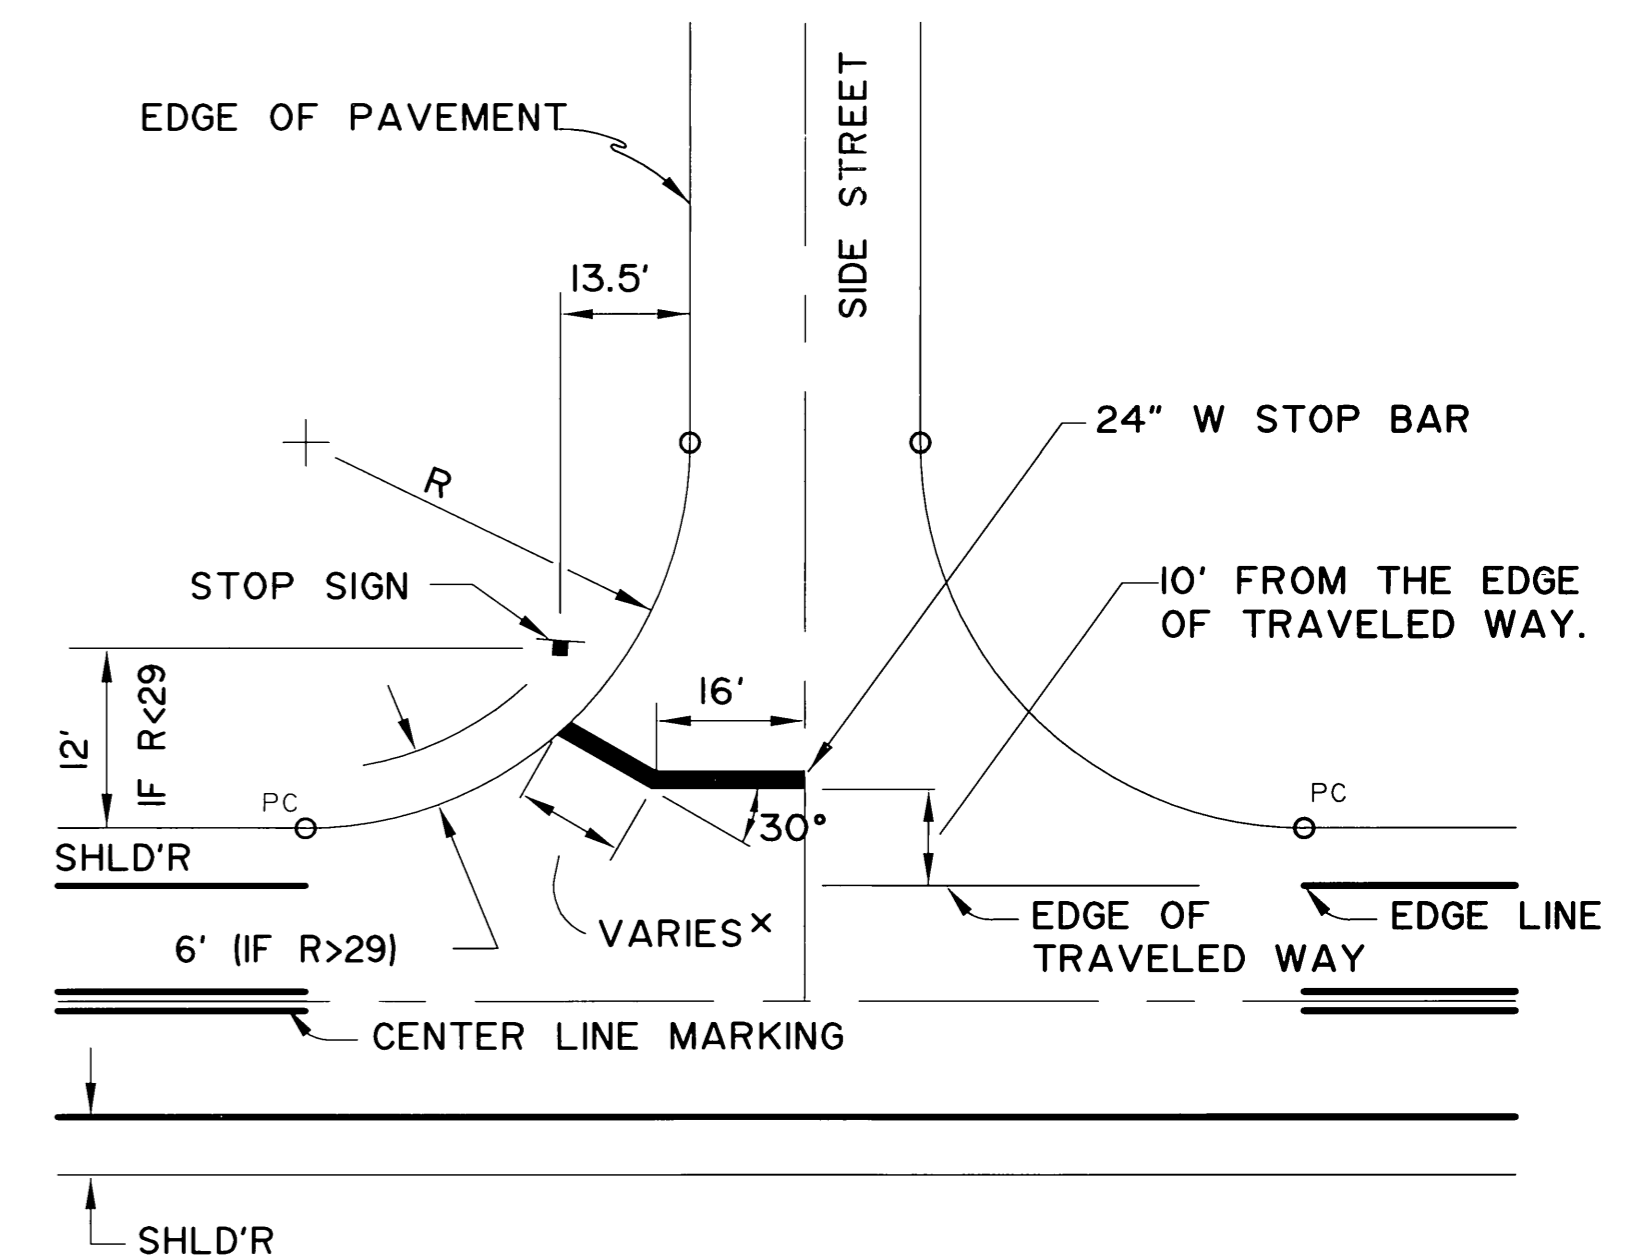 EDGE OF PAVEMENT
SIDE STREET
13.5'
24" W STOP BAR
R
STOP SIGN
10' FROM THE EDGE
OF TRAVELED WAY.
12'
IF R<29
16'
PC
PC
30°
SHLD'R
EDGE OF
TRAVELED WAY
EDGE LINE
VARIESˣ
6' (IF R>29)
CENTER LINE MARKING
SHLD'R